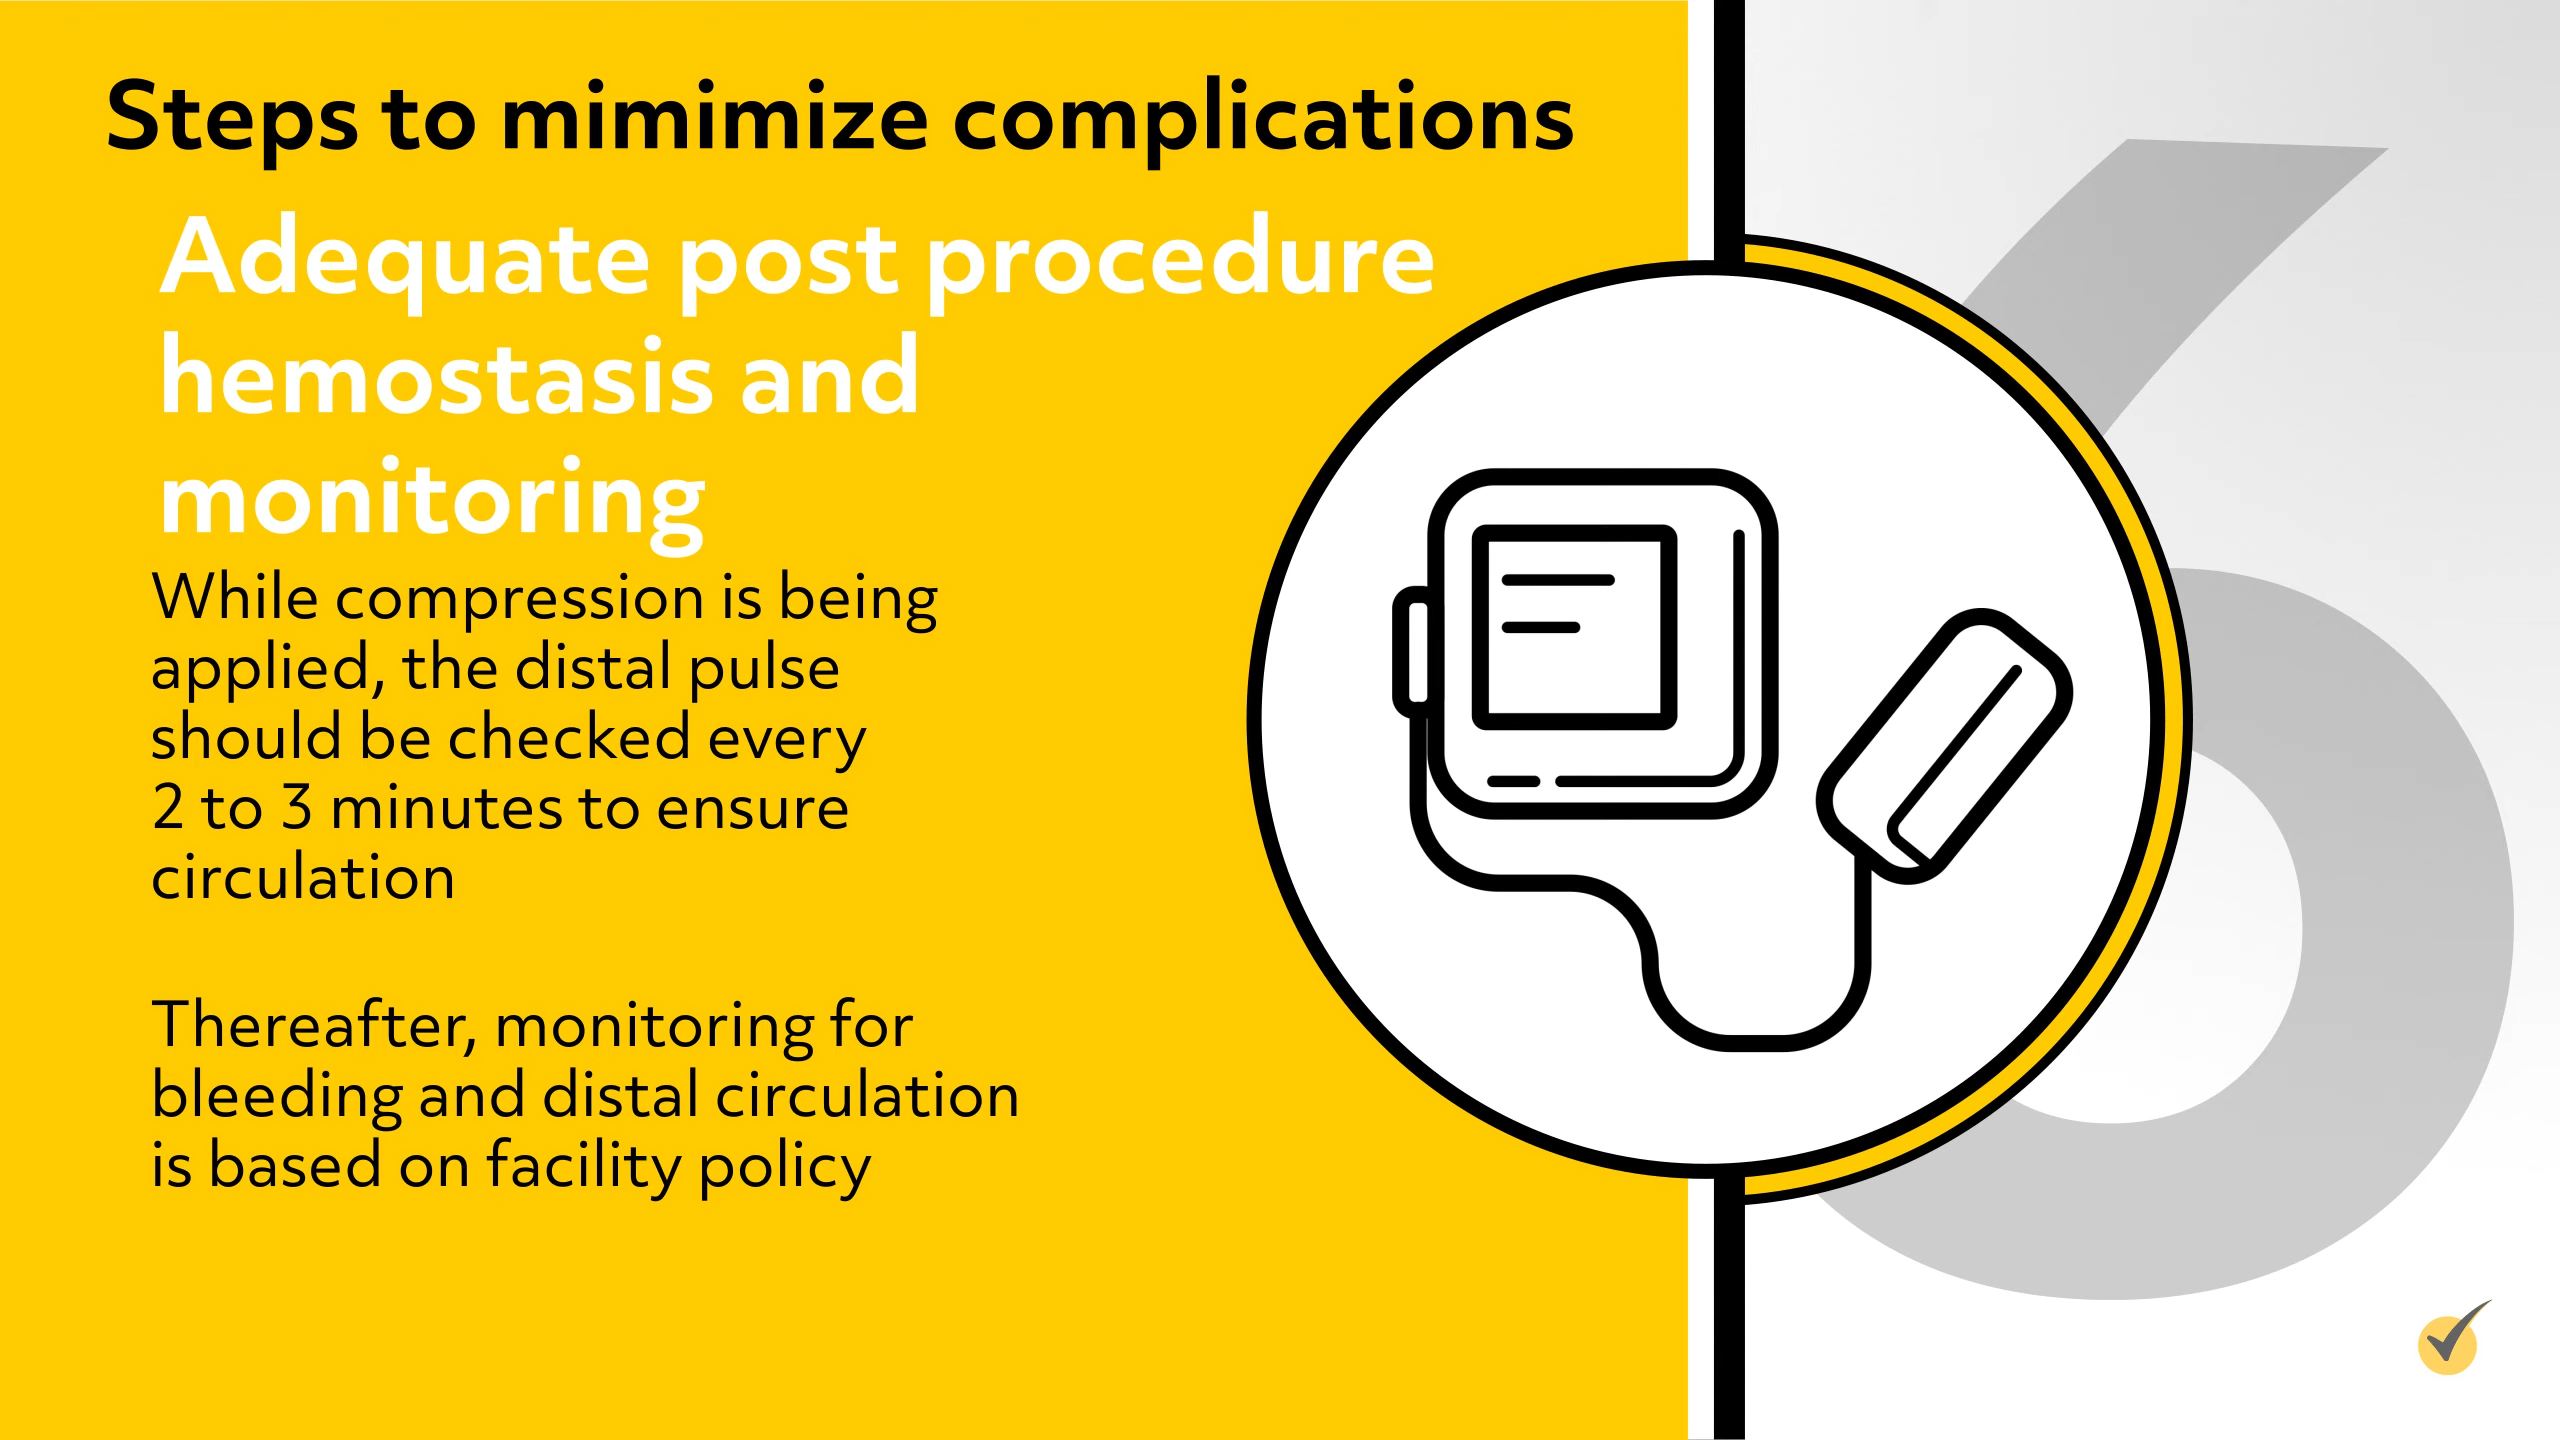 Steps to mimimize complications
Adequate post procedure
hemostasis and
monitoring
While compression is being
applied, the distal pulse
should be checked every
2 to 3 minutes to ensure
circulation
Thereafter, monitoring for
bleeding and distal circulation
is based on facility policy
6